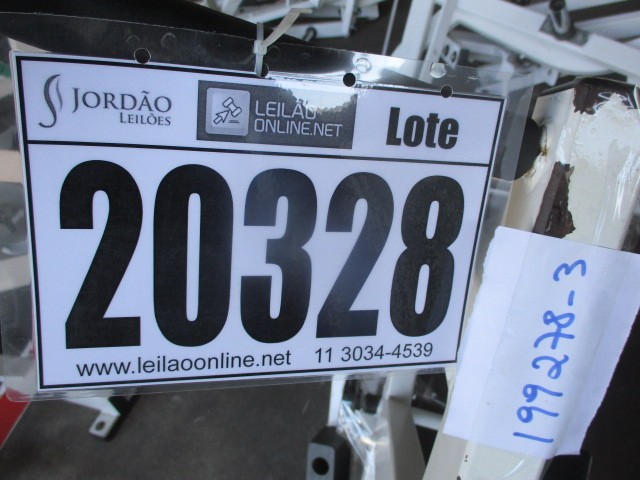 JORDÃO
LEILÕES
LEILÃO
ONLINE.NET
Lote
20328
www.leilaoonline.net 11 3034-4539
199278-3